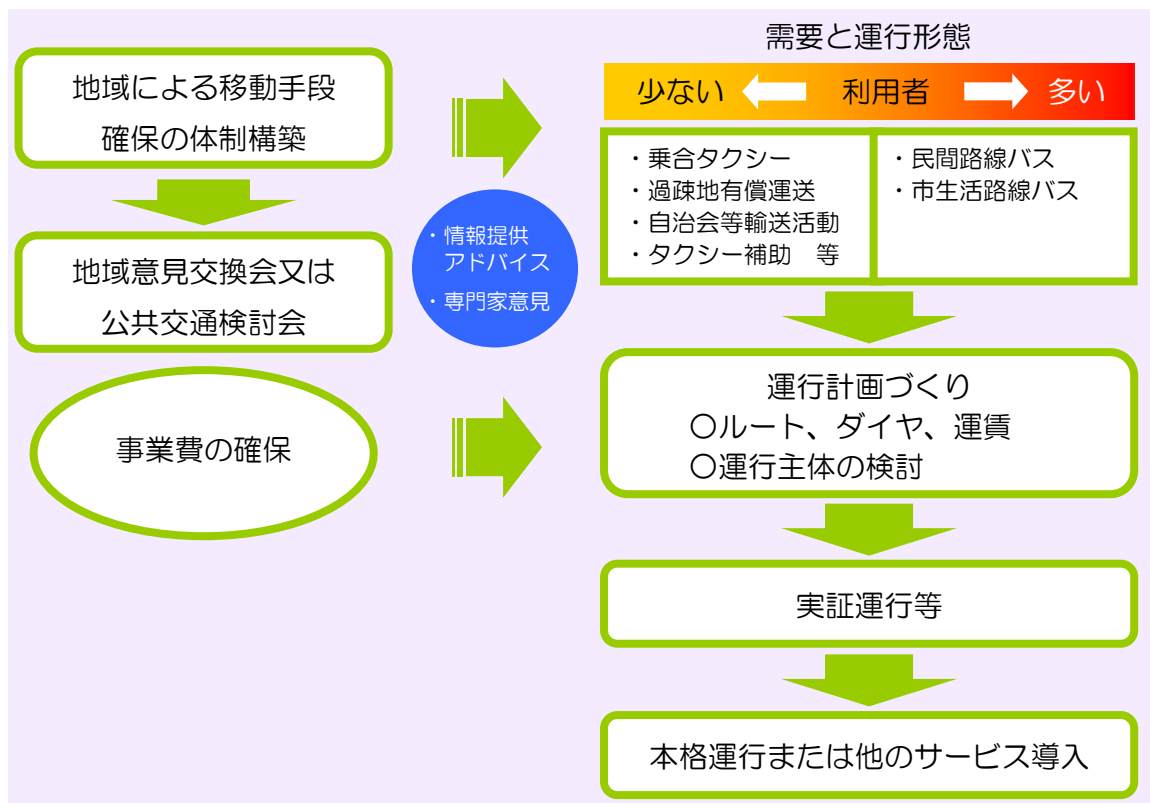 地域による移動手段
確保の体制構築
地域意見交換会又は
公共交通検討会
事業費の確保
・情報提供
アドバイス
・専門家意見
需要と運行形態
少ない 利用者 多い
・乗合タクシー
・過疎地有償運送
・自治会等輸送活動
・タクシー補助　等
・民間路線バス
・市生活路線バス
運行計画づくり
〇ルート、ダイヤ、運賃
〇運行主体の検討
実証運行等
本格運行または他のサービス導入